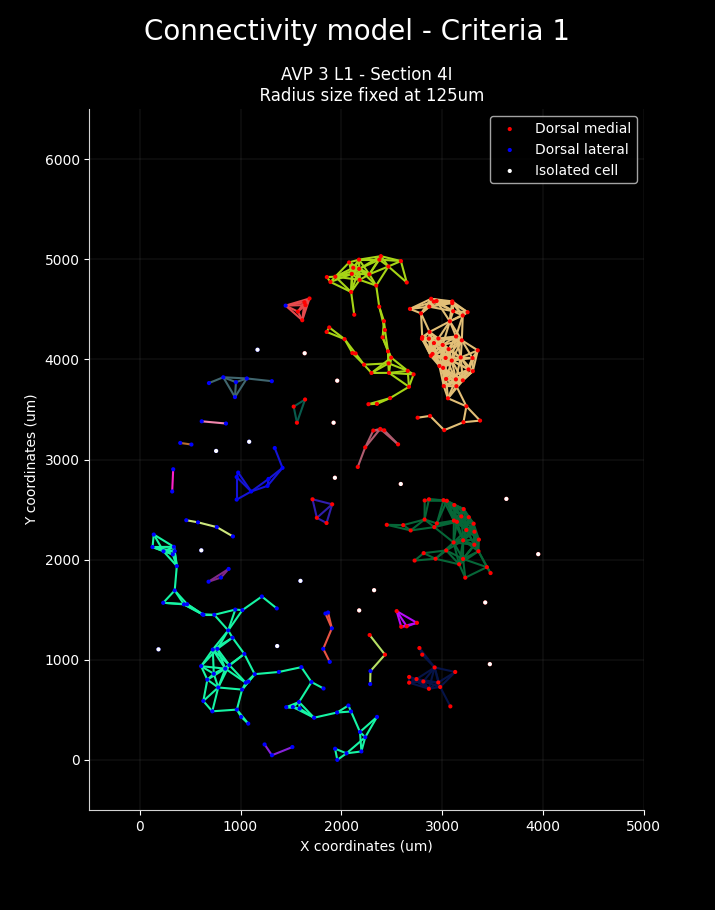 Connectivity model - Criteria 1
AVP 3 L1 - Section 4I
Radius size fixed at 125um
Dorsal medial
Dorsal lateral
Isolated cell
6000
5000
4000
3000
2000
1000
0
Y coordinates (um)
0 1000 2000 3000 4000 5000
X coordinates (um)